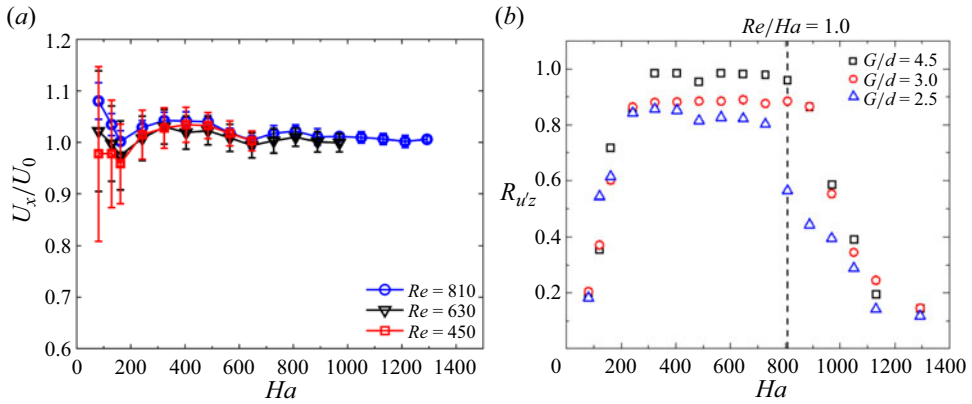 (a)
1.2
1.1
1.0
0.9
0.8
0.7
0.6
U_x/U_0
0 200 400 600 800 1000 1200 1400
Ha
Re = 810
Re = 630
Re = 450
(b)
Re/Ha = 1.0
1.0
0.8
0.6
0.4
0.2
R_{u'z}
0 200 400 600 800 1000 1200 1400
Ha
G/d = 4.5
G/d = 3.0
G/d = 2.5